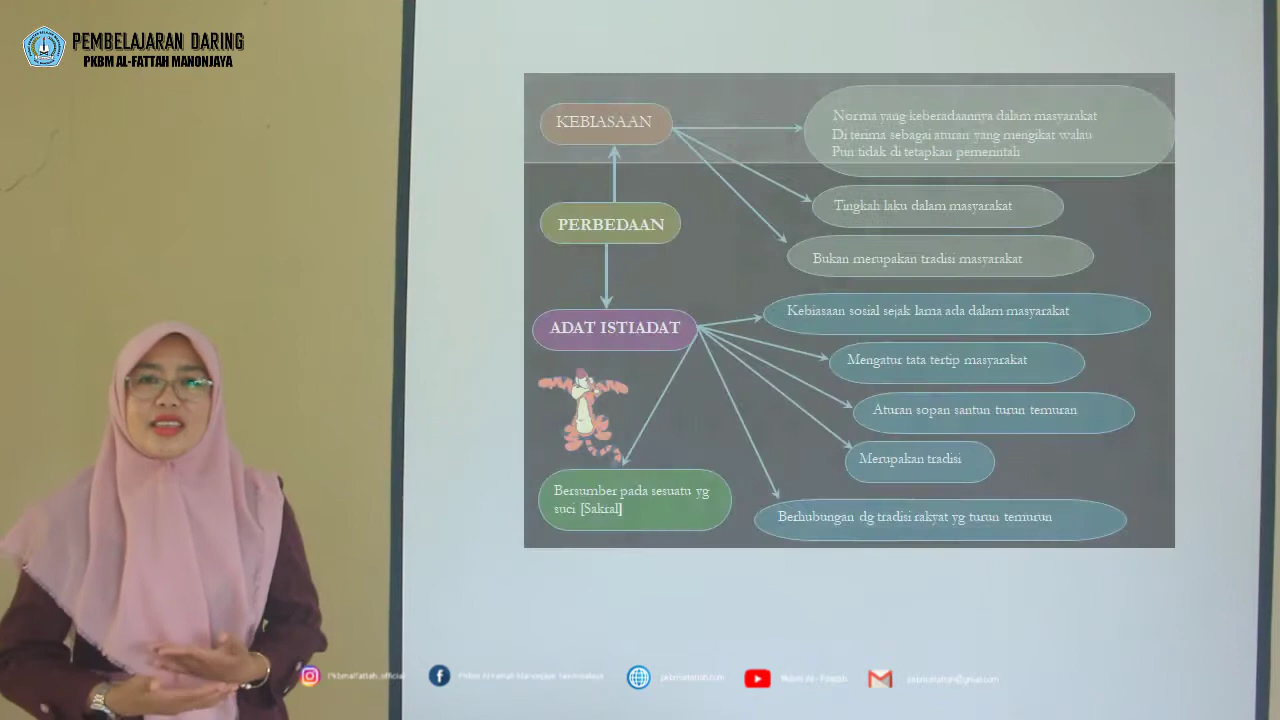 PEMBELAJARAN DARING
PKBM AL-FATTAH MANONJAYA
KEBIASAAN
Norma yang keberadaannya dalam masyarakat
Di terima sebagai aturan yang mengikat walau
Pun tidak di tetapkan pemerintah
PERBEDAAN
Tingkah laku dalam masyarakat
Bukan merupakan tradisi masyarakat
ADAT ISTIADAT
Kebiasaan sosial sejak lama ada dalam masyarakat
Mengatur tata tertip masyarakat
Aturan sopan santun turun temuran
Merupakan tradisi
Bersumber pada sesuatu yg
suci [Sakral]
Berhubungan dg tradisi rakyat yg turun temurun